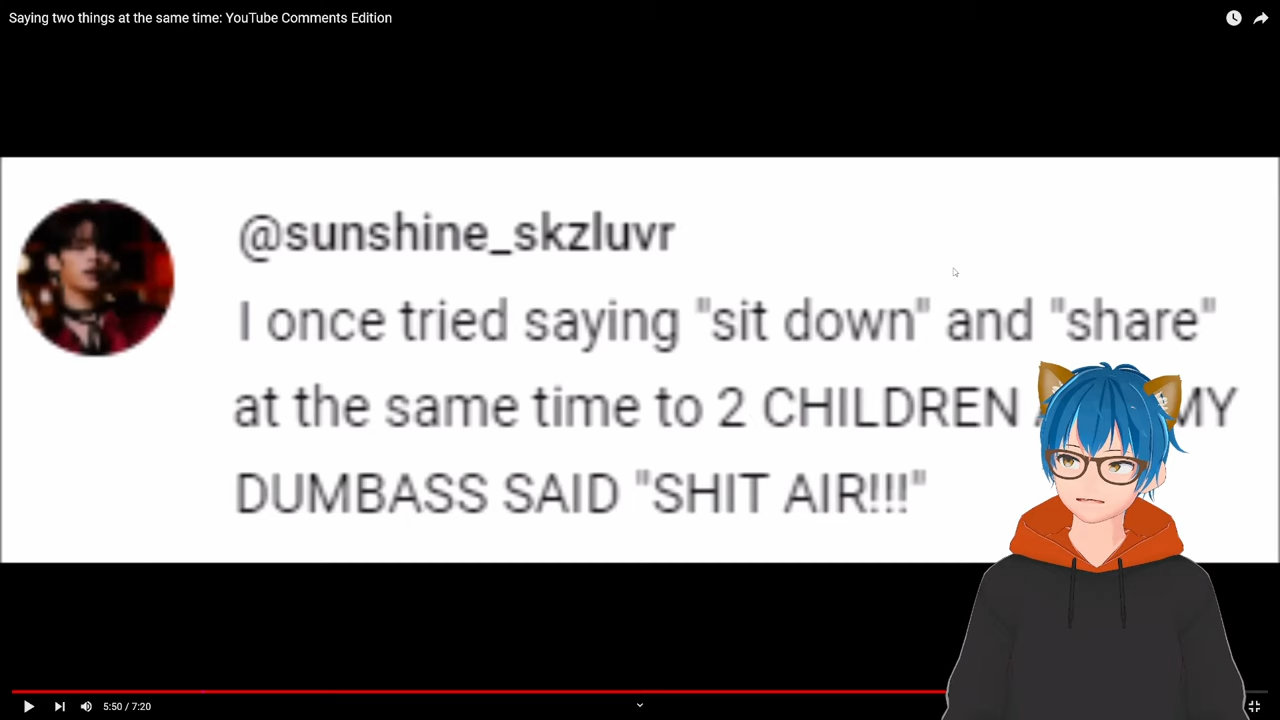 Saying two things at the same time: YouTube Comments Edition
@sunshine_skzluvr
I once tried saying "sit down" and "share"
at the same time to 2 CHILDREN MY
DUMBASS SAID "SHIT AIR!!!"
5:50 / 7:20